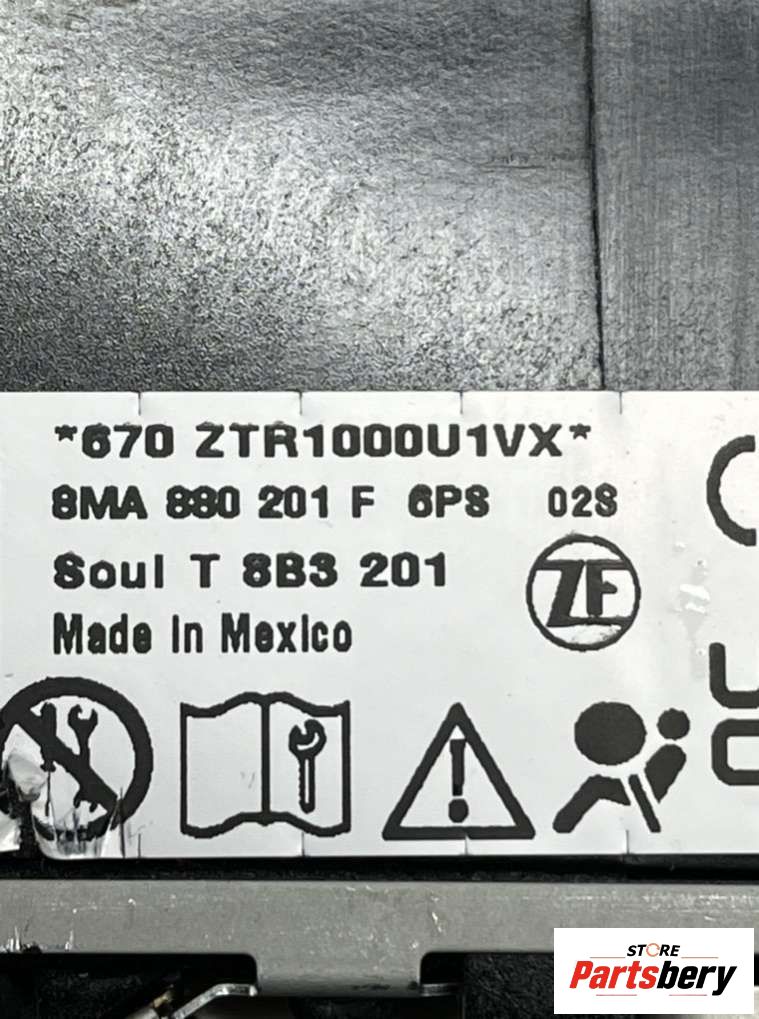 *670 ZTR1000U1VX*
8MA 880 201 F 6PS 02S
Soul T 8B3 201
ZF
Made in Mexico
STORE
Partsbery